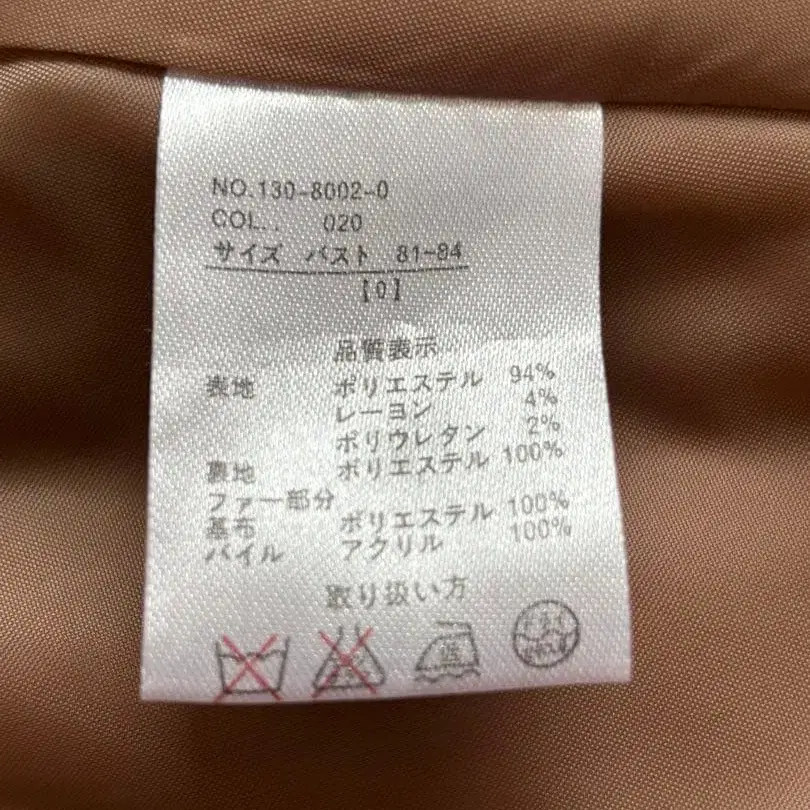 NO.130-8002-0
COL.. 020
サイズ バスト 81-84
【0】
品質表示
表地 ポリエステル 94%
レーヨン 4%
ポリウレタン 2%
裏地 ポリエステル 100%
ファー部分
基布 ポリエステル 100%
パイル アクリル 100%
取り扱い方